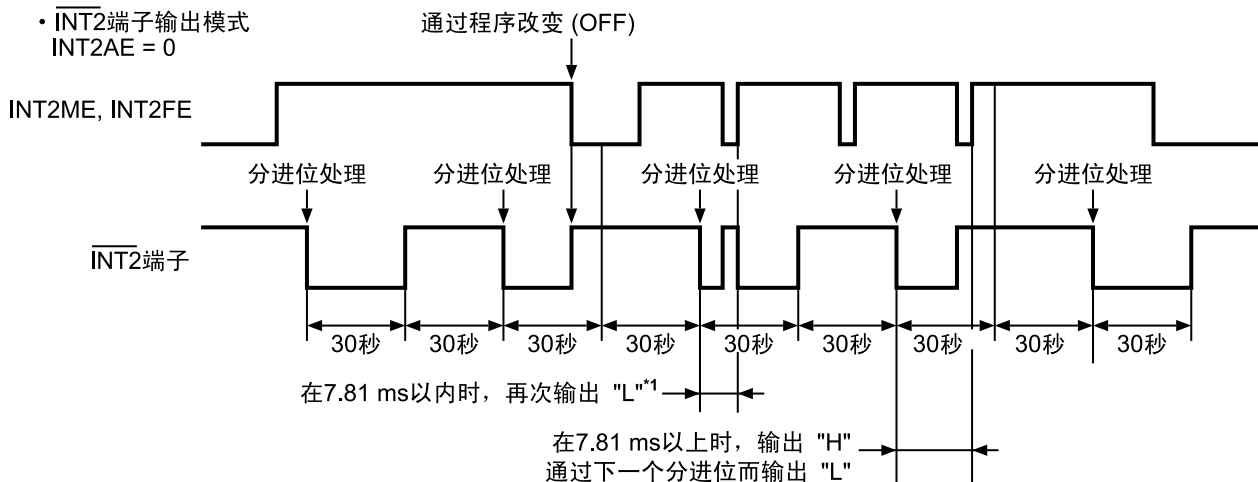 • INT2端子输出模式
INT2AE = 0
通过程序改变 (OFF)
INT2ME, INT2FE
分进位处理 分进位处理 分进位处理 分进位处理 分进位处理
INT2端子
30秒 30秒 30秒 30秒 30秒 30秒 30秒 30秒 30秒
在7.81 ms以内时，再次输出 "L"*1
在7.81 ms以上时，输出 "H"
通过下一个分进位而输出 "L"